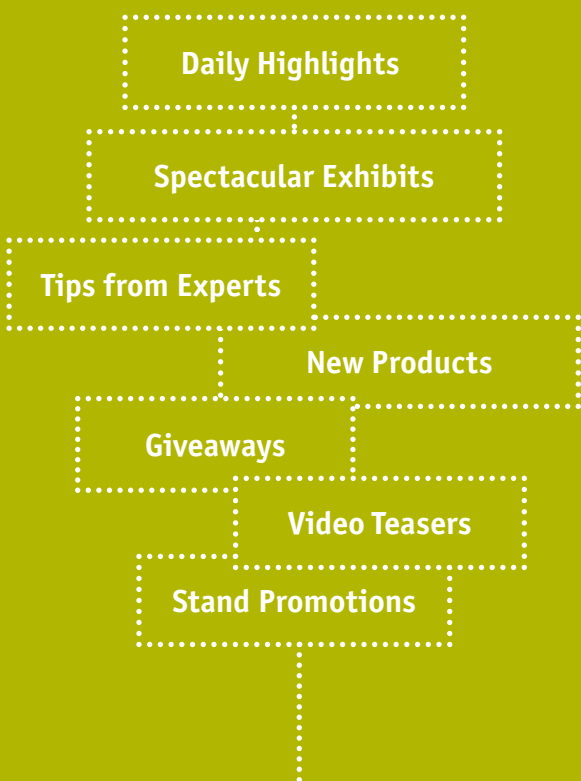 Daily Highlights
Spectacular Exhibits
Tips from Experts
New Products
Giveaways
Video Teasers
Stand Promotions